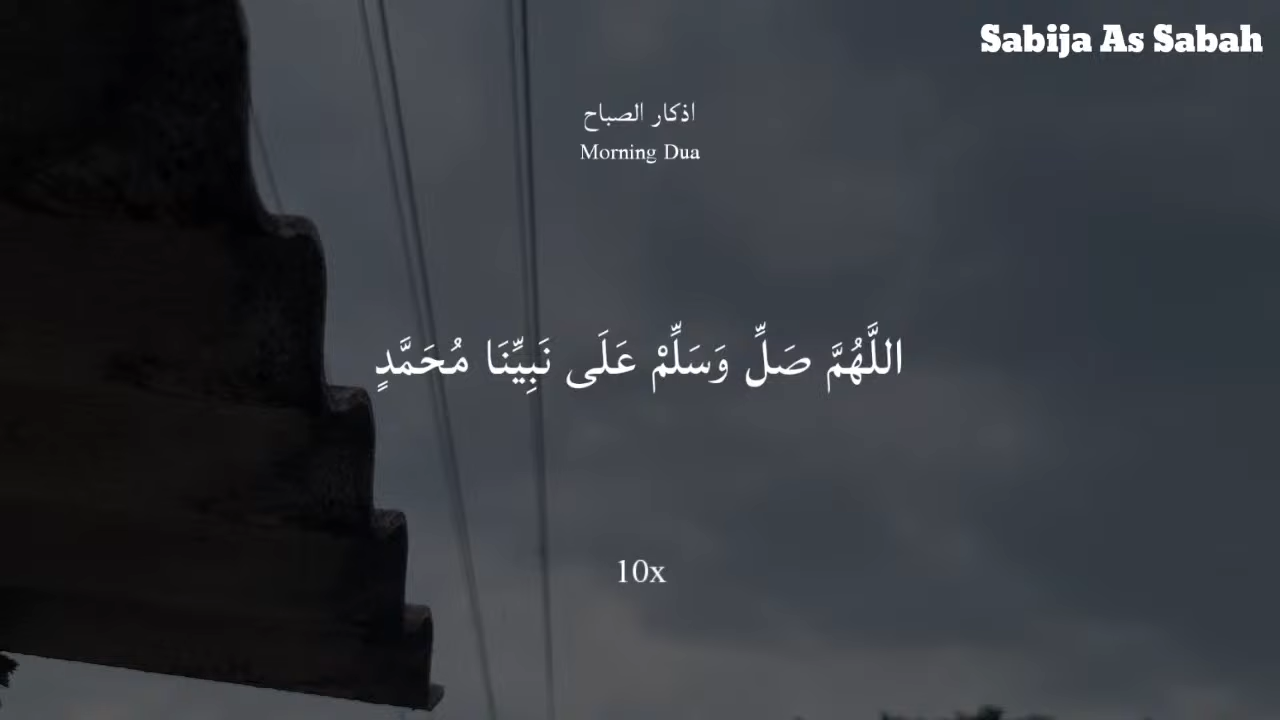 Sabija As Sabah
اذكار الصباح
Morning Dua
اللَّهُمَّ صَلِّ وَسَلِّمْ عَلَى نَبِيِّنَا مُحَمَّدٍ
10x